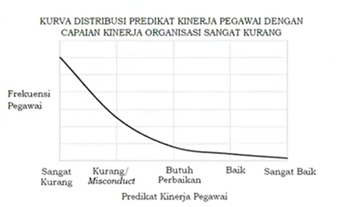 KURVA DISTRIBUSI PREDIKAT KINERJA PEGAWAI DENGAN
CAPAIAN KINERJA ORGANISASI SANGAT KURANG
Frekuensi
Pegawai
Sangat
Kurang
Kurang/
Misconduct
Butuh
Perbaikan
Baik
Sangat Baik
Predikat Kinerja Pegawai